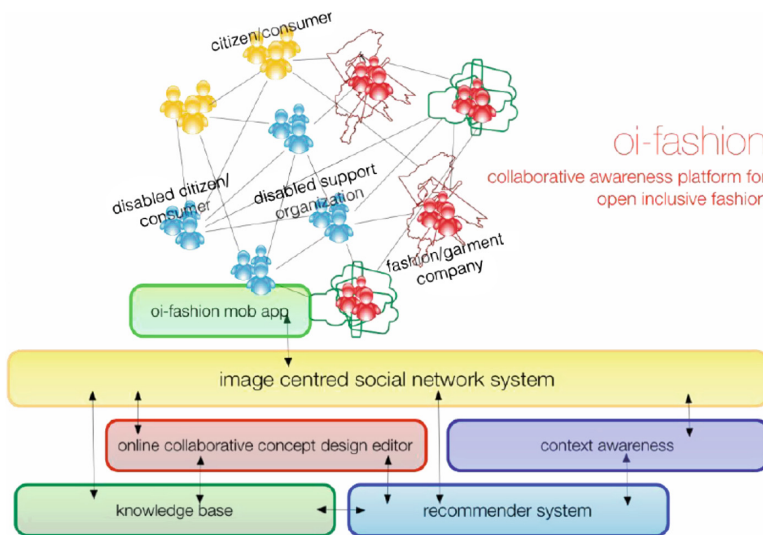 citizen/consumer
oi-fashion
collaborative awareness platform for
open inclusive fashion
disabled citizen/
consumer
disabled support
organization
fashion/garment
company
oi-fashion mob app
image centred social network system
online collaborative concept design editor
context awareness
knowledge base
recommender system